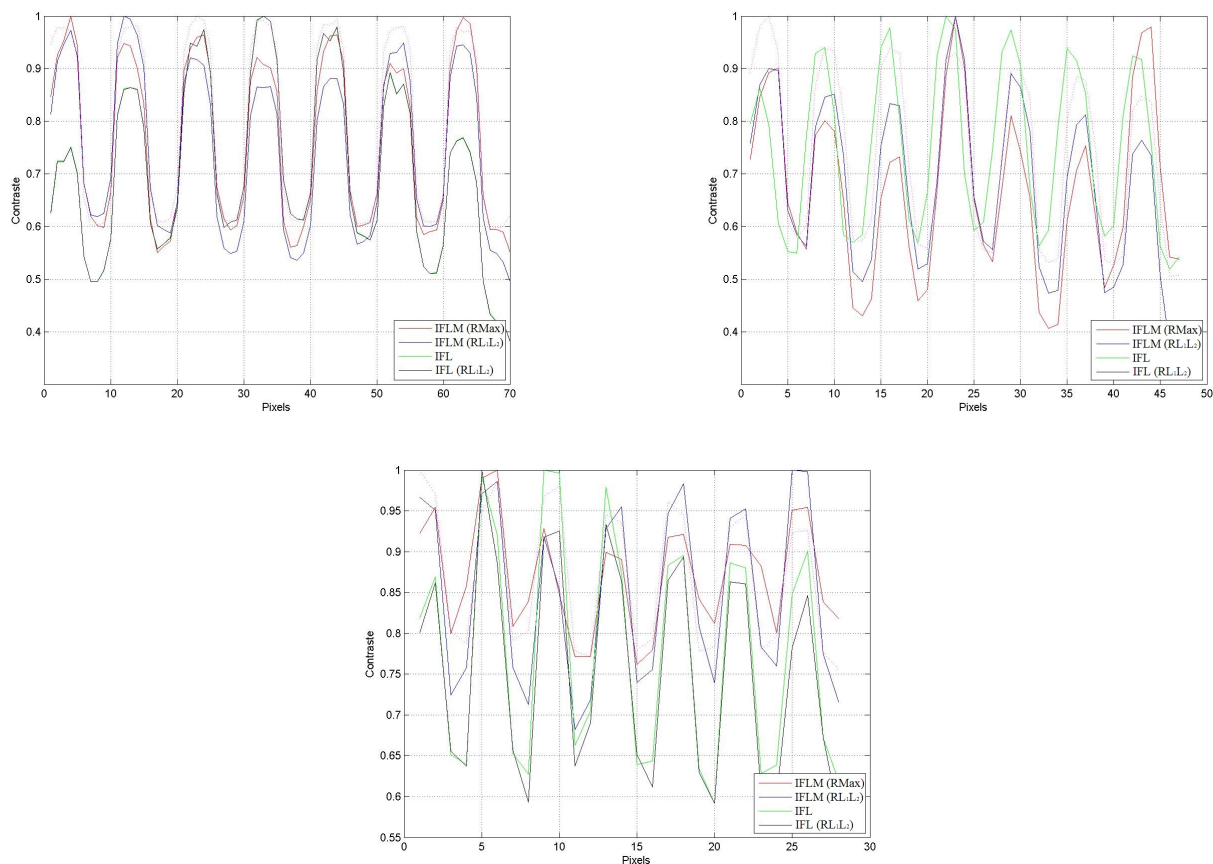 1
0.9
0.8
0.7
0.6
0.5
0.4
Contraste
0 10 20 30 40 50 60 70
Pixels
IFLM (RMax)
IFLM (RL₁L₂)
IFL
IFL (RL₁L₂)
1
0.9
0.8
0.7
0.6
0.5
0.4
Contraste
0 5 10 15 20 25 30 35 40 45 50
Pixels
IFLM (RMax)
IFLM (RL₁L₂)
IFL
IFL (RL₁L₂)
1
0.95
0.9
0.85
0.8
0.75
0.7
0.65
0.6
0.55
Contraste
0 5 10 15 20 25 30
Pixels
IFLM (RMax)
IFLM (RL₁L₂)
IFL
IFL (RL₁L₂)